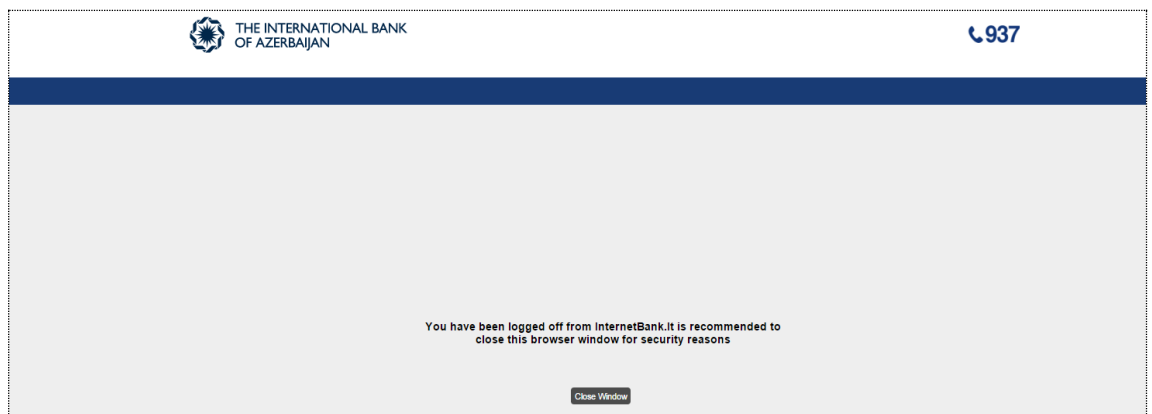 THE INTERNATIONAL BANK
OF AZERBAIJAN
937
You have been logged off from InternetBank.It is recommended to
close this browser window for security reasons
Close Window